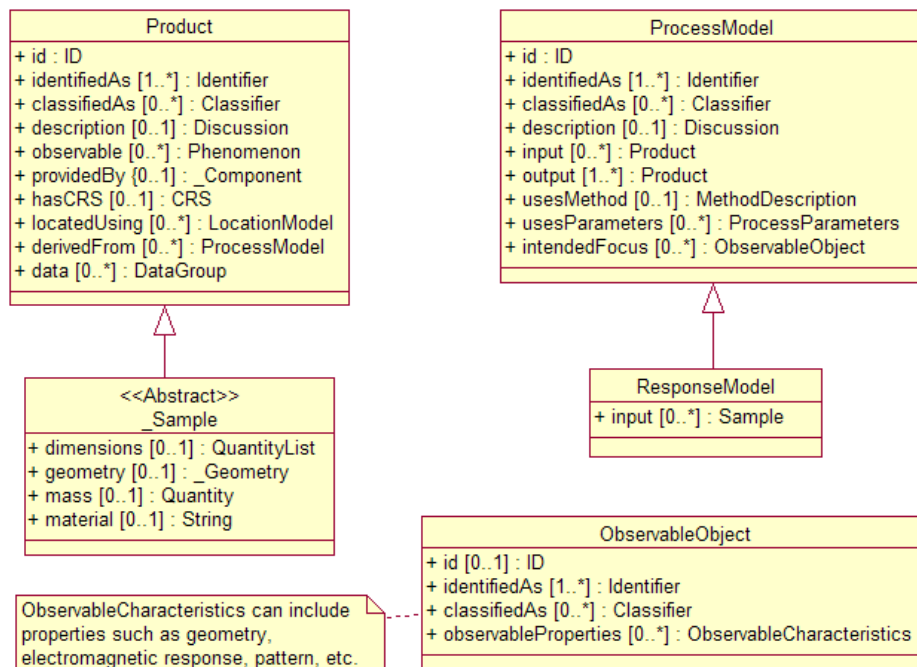 Product
+ id : ID
+ identifiedAs [1..*] : Identifier
+ classifiedAs [0..*] : Classifier
+ description [0..1] : Discussion
+ observable [0..*] : Phenomenon
+ providedBy {0..1] : _Component
+ hasCRS [0..1] : CRS
+ locatedUsing [0..*] : LocationModel
+ derivedFrom [0..*] : ProcessModel
+ data [0..*] : DataGroup
ProcessModel
+ id : ID
+ identifiedAs [1..*] : Identifier
+ classifiedAs [0..*] : Classifier
+ description [0..1] : Discussion
+ input [0..*] : Product
+ output [1..*] : Product
+ usesMethod [0..1] : MethodDescription
+ usesParameters [0..*] : ProcessParameters
+ intendedFocus [0..*] : ObservableObject
<<Abstract>>
_Sample
+ dimensions [0..1] : QuantityList
+ geometry [0..1] : _Geometry
+ mass [0..1] : Quantity
+ material [0..1] : String
ResponseModel
+ input [0..*] : Sample
ObservableObject
+ id [0..1] : ID
+ identifiedAs [1..*] : Identifier
+ classifiedAs [0..*] : Classifier
+ observableProperties [0..*] : ObservableCharacteristics
ObservableCharacteristics can include
properties such as geometry,
electromagnetic response, pattern, etc.